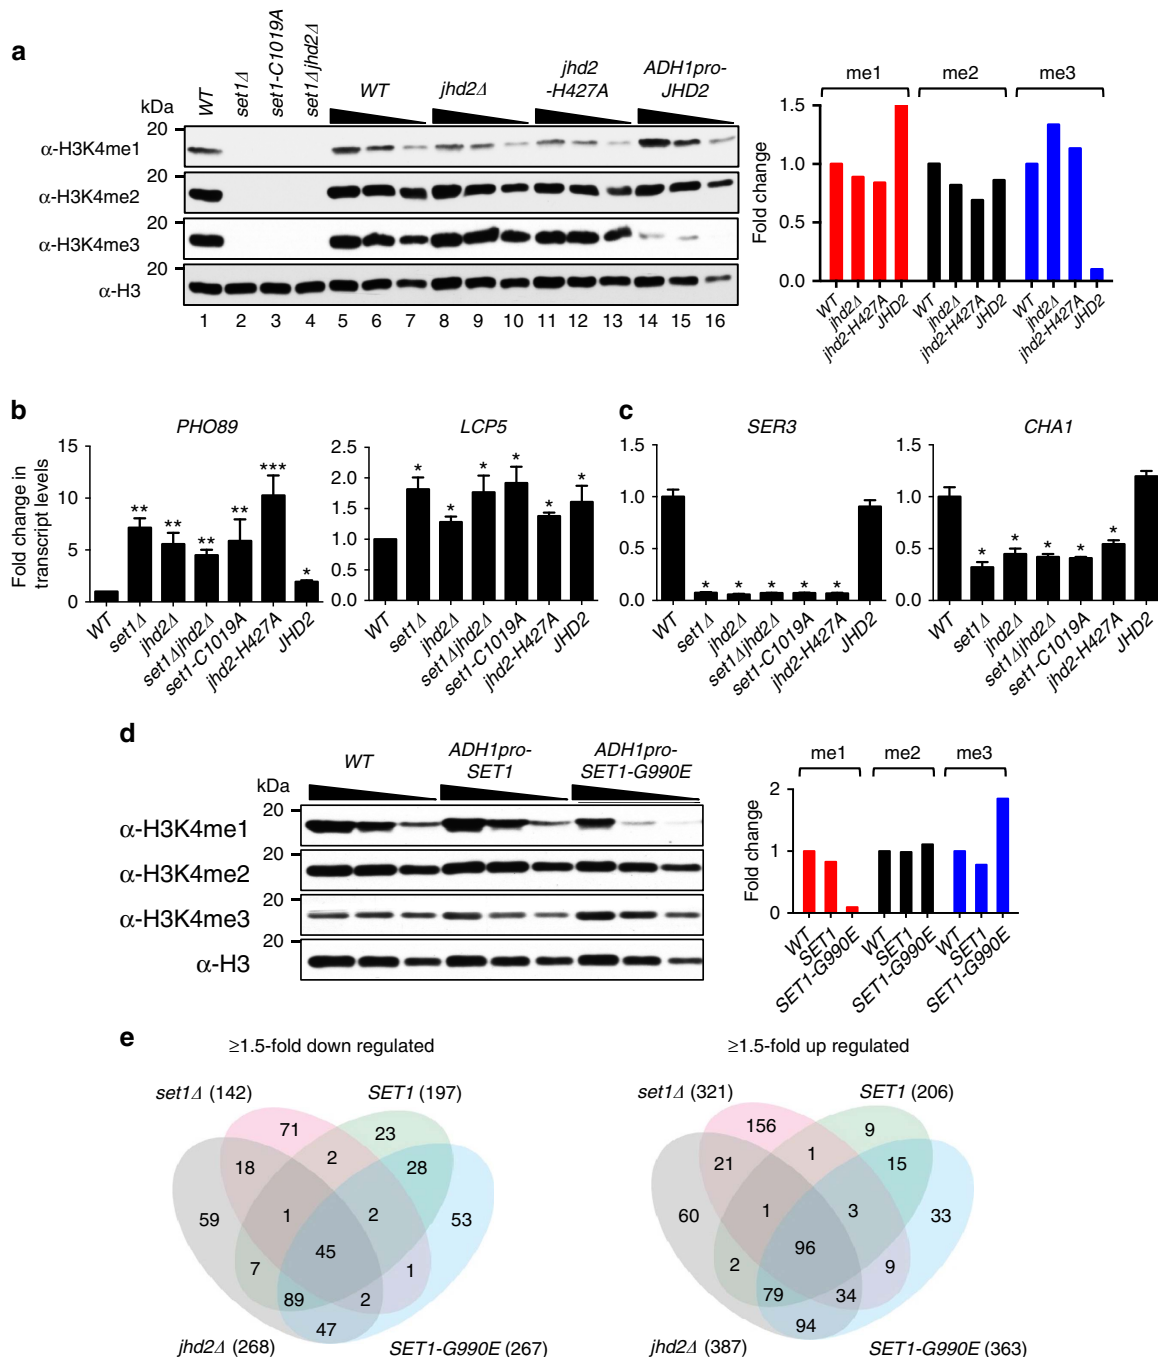 a
kDa
WT
set1Δ
set1-C1019A
set1Δjhd2Δ
WT
jhd2Δ
jhd2
-H427A
ADH1pro-
JHD2
20
α-H3K4me1
20
α-H3K4me2
20
α-H3K4me3
20
α-H3
1 2 3 4 5 6 7 8 9 10 11 12 13 14 15 16
me1 me2 me3
Fold change
1.5
1.0
0.5
0.0
WT jhd2Δ jhd2-H427A JHD2 WT jhd2Δ jhd2-H427A JHD2 WT jhd2Δ jhd2-H427A JHD2
b
PHO89
Fold change in
transcript levels
15
10
5
0
** ** ** ** *** *
WT set1Δ jhd2Δ set1Δjhd2Δ set1-C1019A jhd2-H427A JHD2
LCP5
2.5
2.0
1.5
1.0
0.5
0.0
* * * * * *
WT set1Δ jhd2Δ set1Δjhd2Δ set1-C1019A jhd2-H427A JHD2
c
SER3
1.5
1.0
0.5
0.0
* * * * *
WT set1Δ jhd2Δ set1Δjhd2Δ set1-C1019A jhd2-H427A JHD2
CHA1
1.5
1.0
0.5
0.0
* * * * *
WT set1Δ jhd2Δ set1Δjhd2Δ set1-C1019A jhd2-H427A JHD2
d
kDa
WT
ADH1pro-
SET1
ADH1pro-
SET1-G990E
20
α-H3K4me1
20
α-H3K4me2
20
α-H3K4me3
20
α-H3
me1 me2 me3
Fold change
2
1
0
WT SET1 SET1-G990E WT SET1 SET1-G990E WT SET1 SET1-G990E
e
≥1.5-fold down regulated
set1Δ (142)
SET1 (197)
71
23
18
2
28
59
1
2
53
45
7
1
89
2
47
jhd2Δ (268)
SET1-G990E (267)
≥1.5-fold up regulated
set1Δ (321)
SET1 (206)
156
9
21
1
15
60
1
3
33
96
2
9
79
34
94
jhd2Δ (387)
SET1-G990E (363)